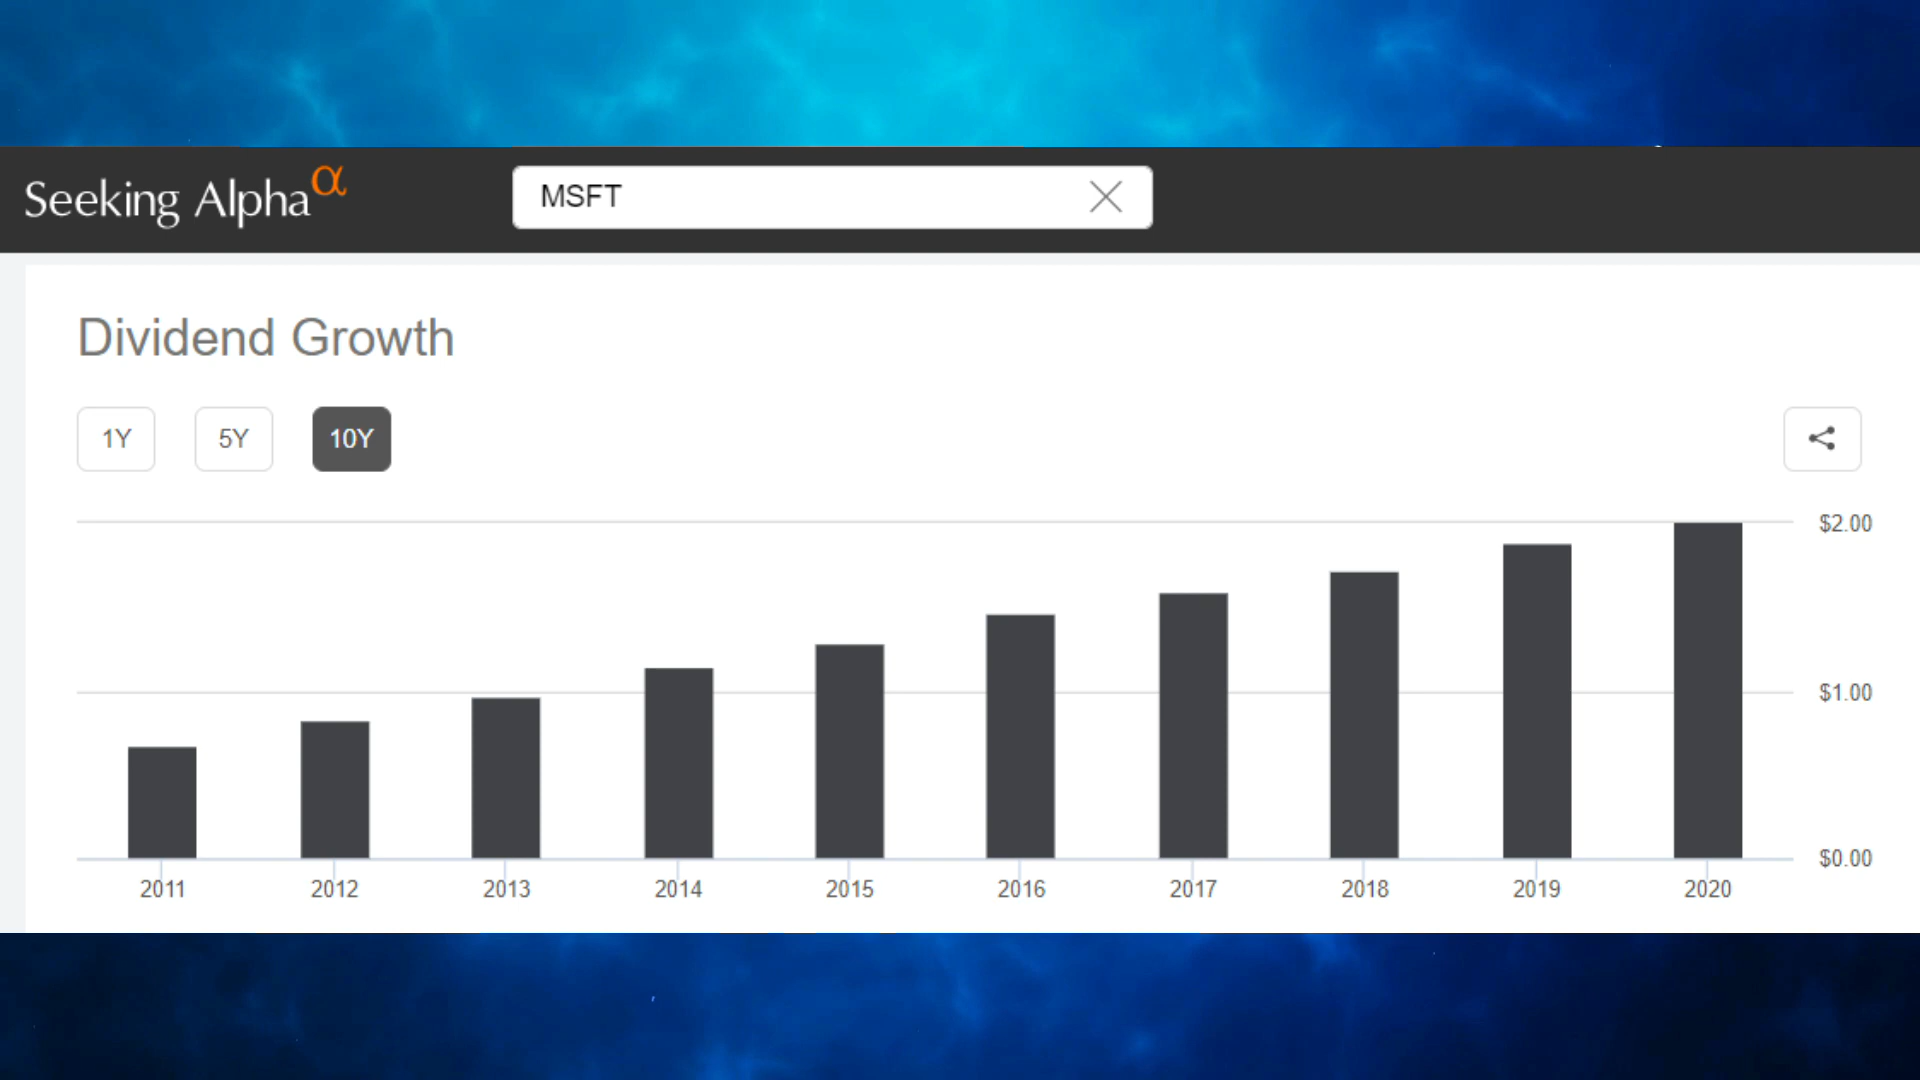 Seeking Alpha α
MSFT
Dividend Growth
1Y 5Y 10Y
$2.00
$1.00
$0.00
2011 2012 2013 2014 2015 2016 2017 2018 2019 2020